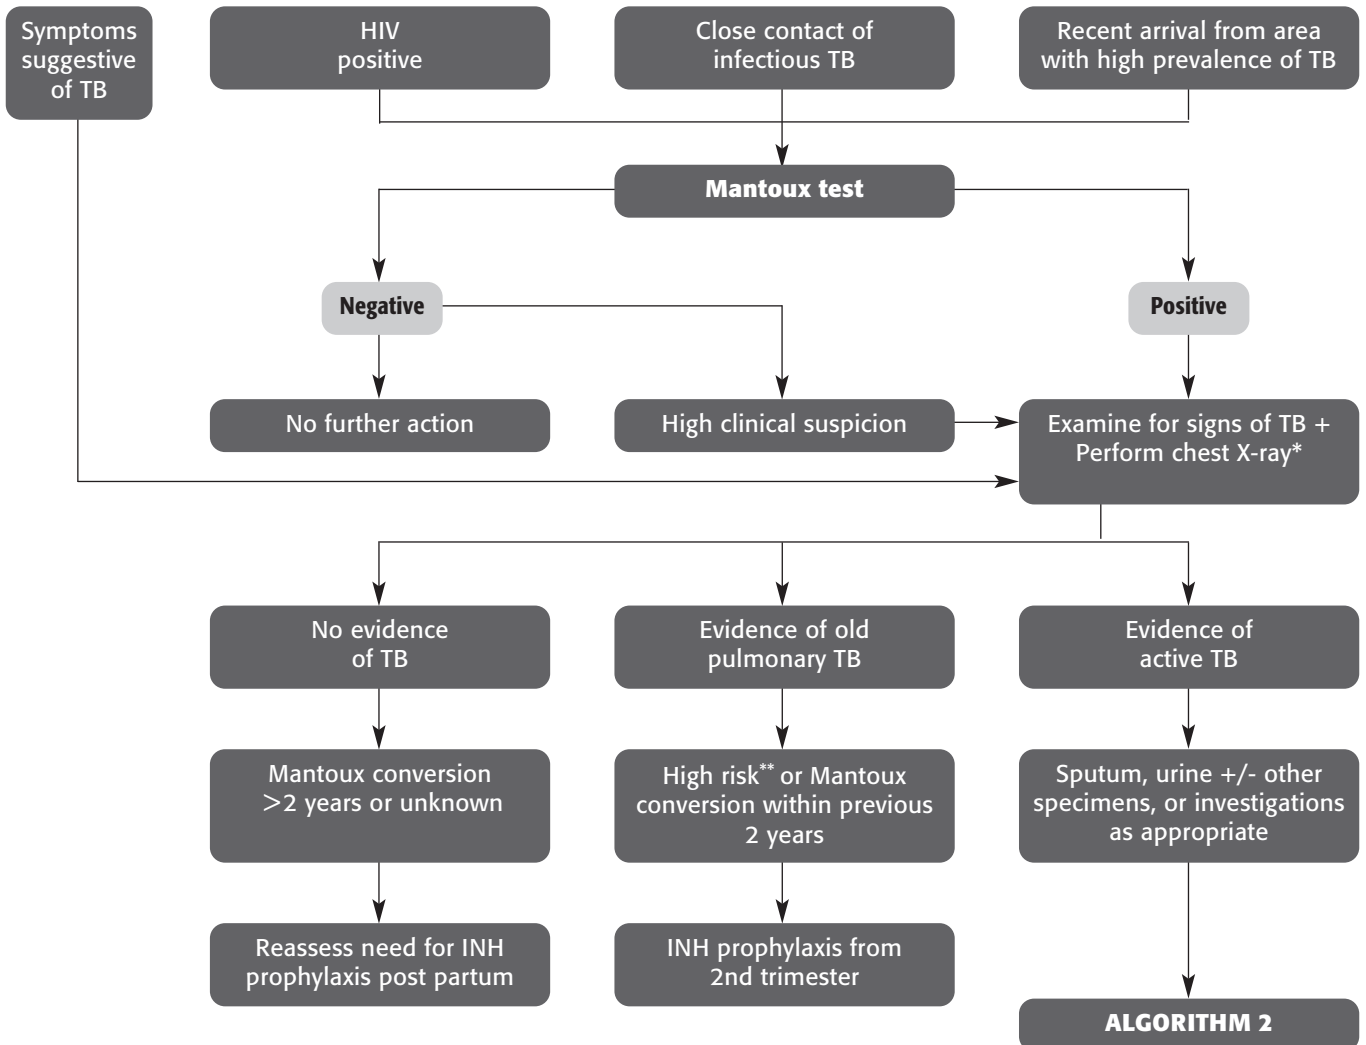 Symptoms
suggestive
of TB
HIV
positive
Close contact of
infectious TB
Recent arrival from area
with high prevalence of TB
Mantoux test
Negative
Positive
No further action
High clinical suspicion
Examine for signs of TB +
Perform chest X-ray*
No evidence
of TB
Evidence of old
pulmonary TB
Evidence of
active TB
Mantoux conversion
>2 years or unknown
High risk** or Mantoux
conversion within previous
2 years
Sputum, urine +/- other
specimens, or investigations
as appropriate
Reassess need for INH
prophylaxis post partum
INH prophylaxis from
2nd trimester
ALGORITHM 2